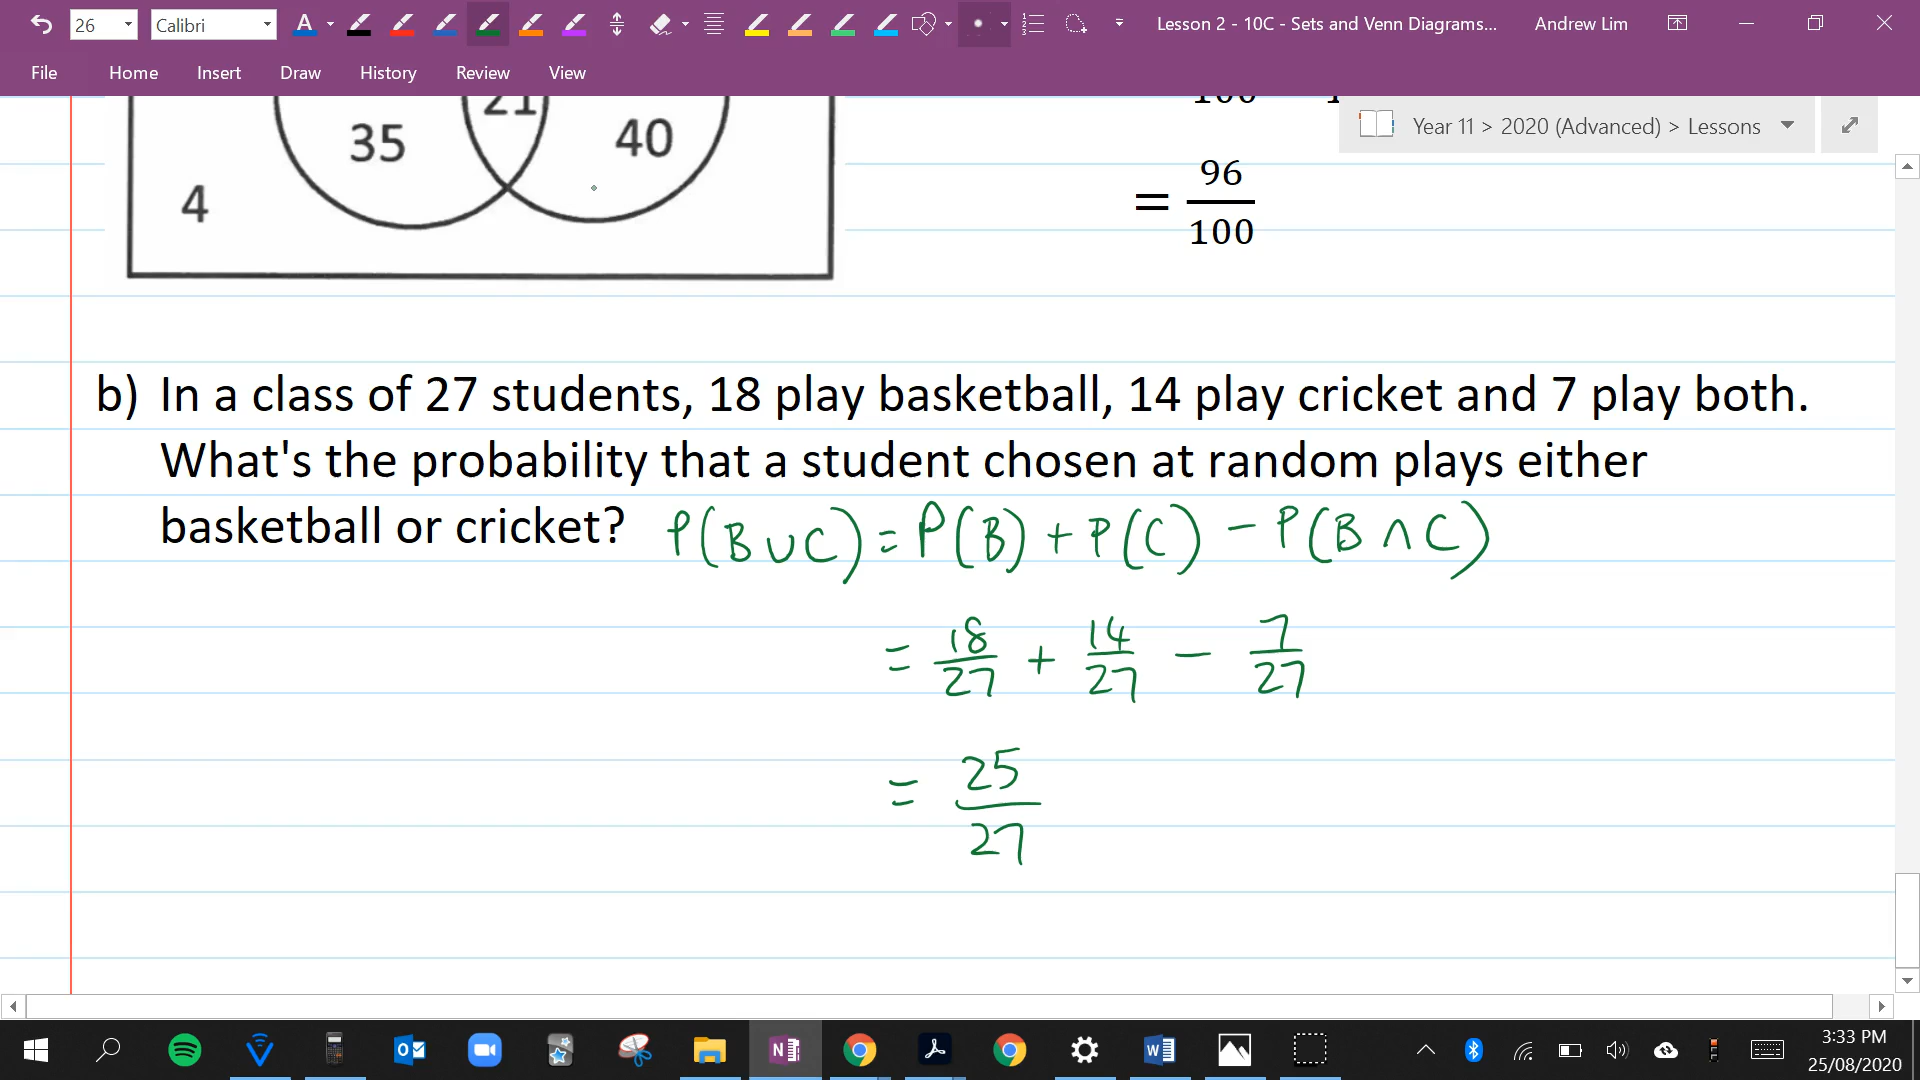 26 Calibri A Lesson 2 - 10C - Sets and Venn Diagrams... Andrew Lim
File Home Insert Draw History Review View
Year 11 > 2020 (Advanced) > Lessons
21
35 40
4
100
= 96/100
b) In a class of 27 students, 18 play basketball, 14 play cricket and 7 play both.
What's the probability that a student chosen at random plays either
basketball or cricket? P(B∪C) = P(B) + P(C) - P(B∩C)
= 18/27 + 14/27 - 7/27
= 25/27
3:33 PM
25/08/2020